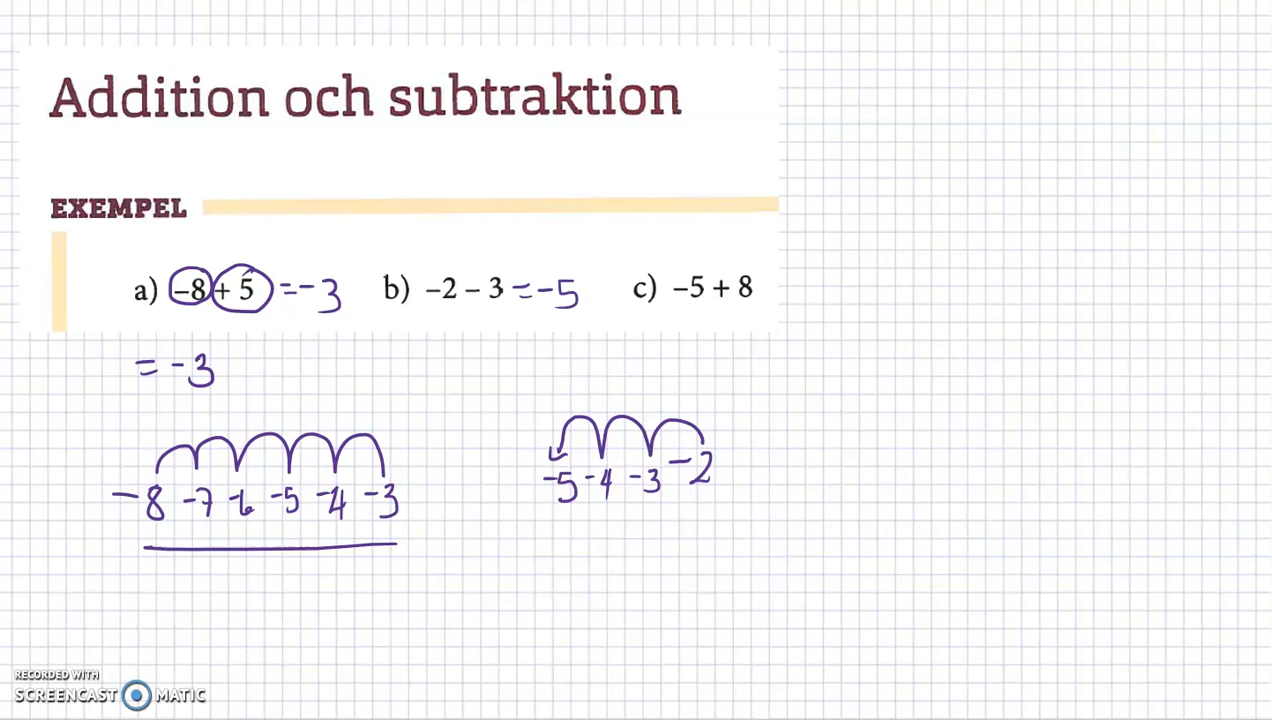 Addition och subtraktion
EXEMPEL
a) –8 + 5 = -3 b) –2 – 3 = -5 c) –5 + 8
= -3
-8 -7 -6 -5 -4 -3
-5 -4 -3 -2
RECORDED WITH
SCREENCAST MATIC